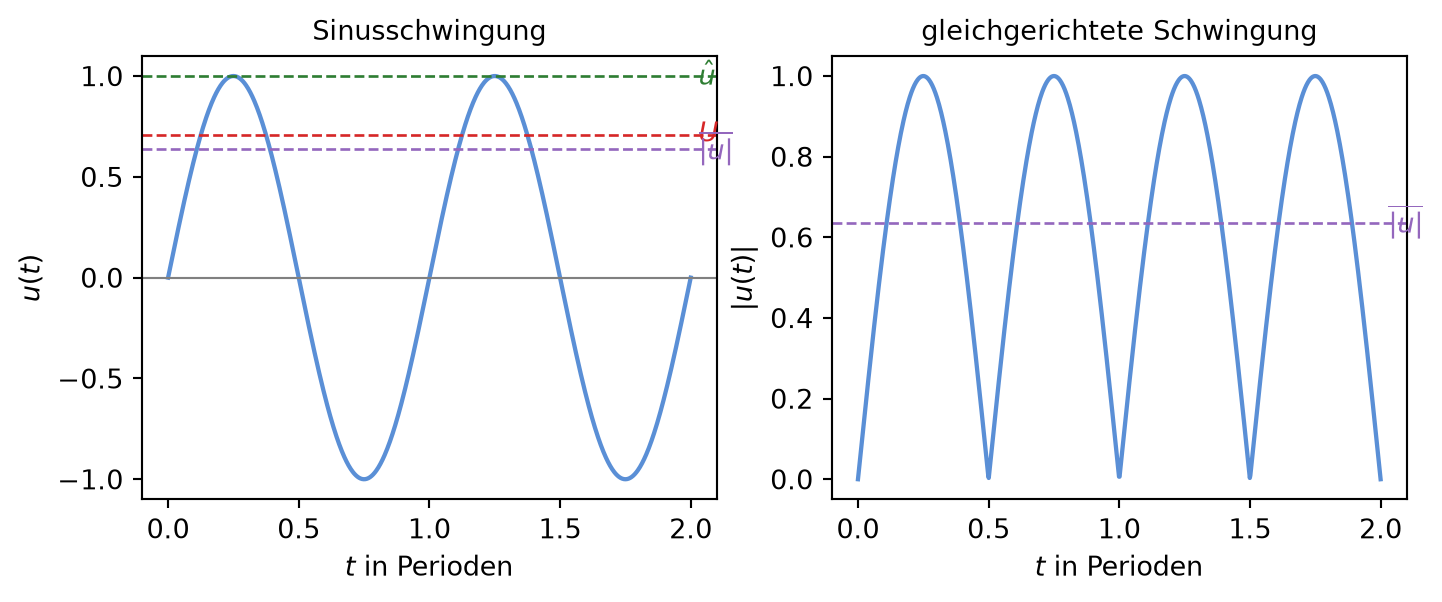 Sinusschwingung
1.0
0.5
0.0
−0.5
−1.0
u(t)
û
U
|u|
0.0 0.5 1.0 1.5 2.0
t in Perioden
gleichgerichtete Schwingung
1.0
0.8
0.6
0.4
0.2
0.0
|u(t)|
|u|
0.0 0.5 1.0 1.5 2.0
t in Perioden